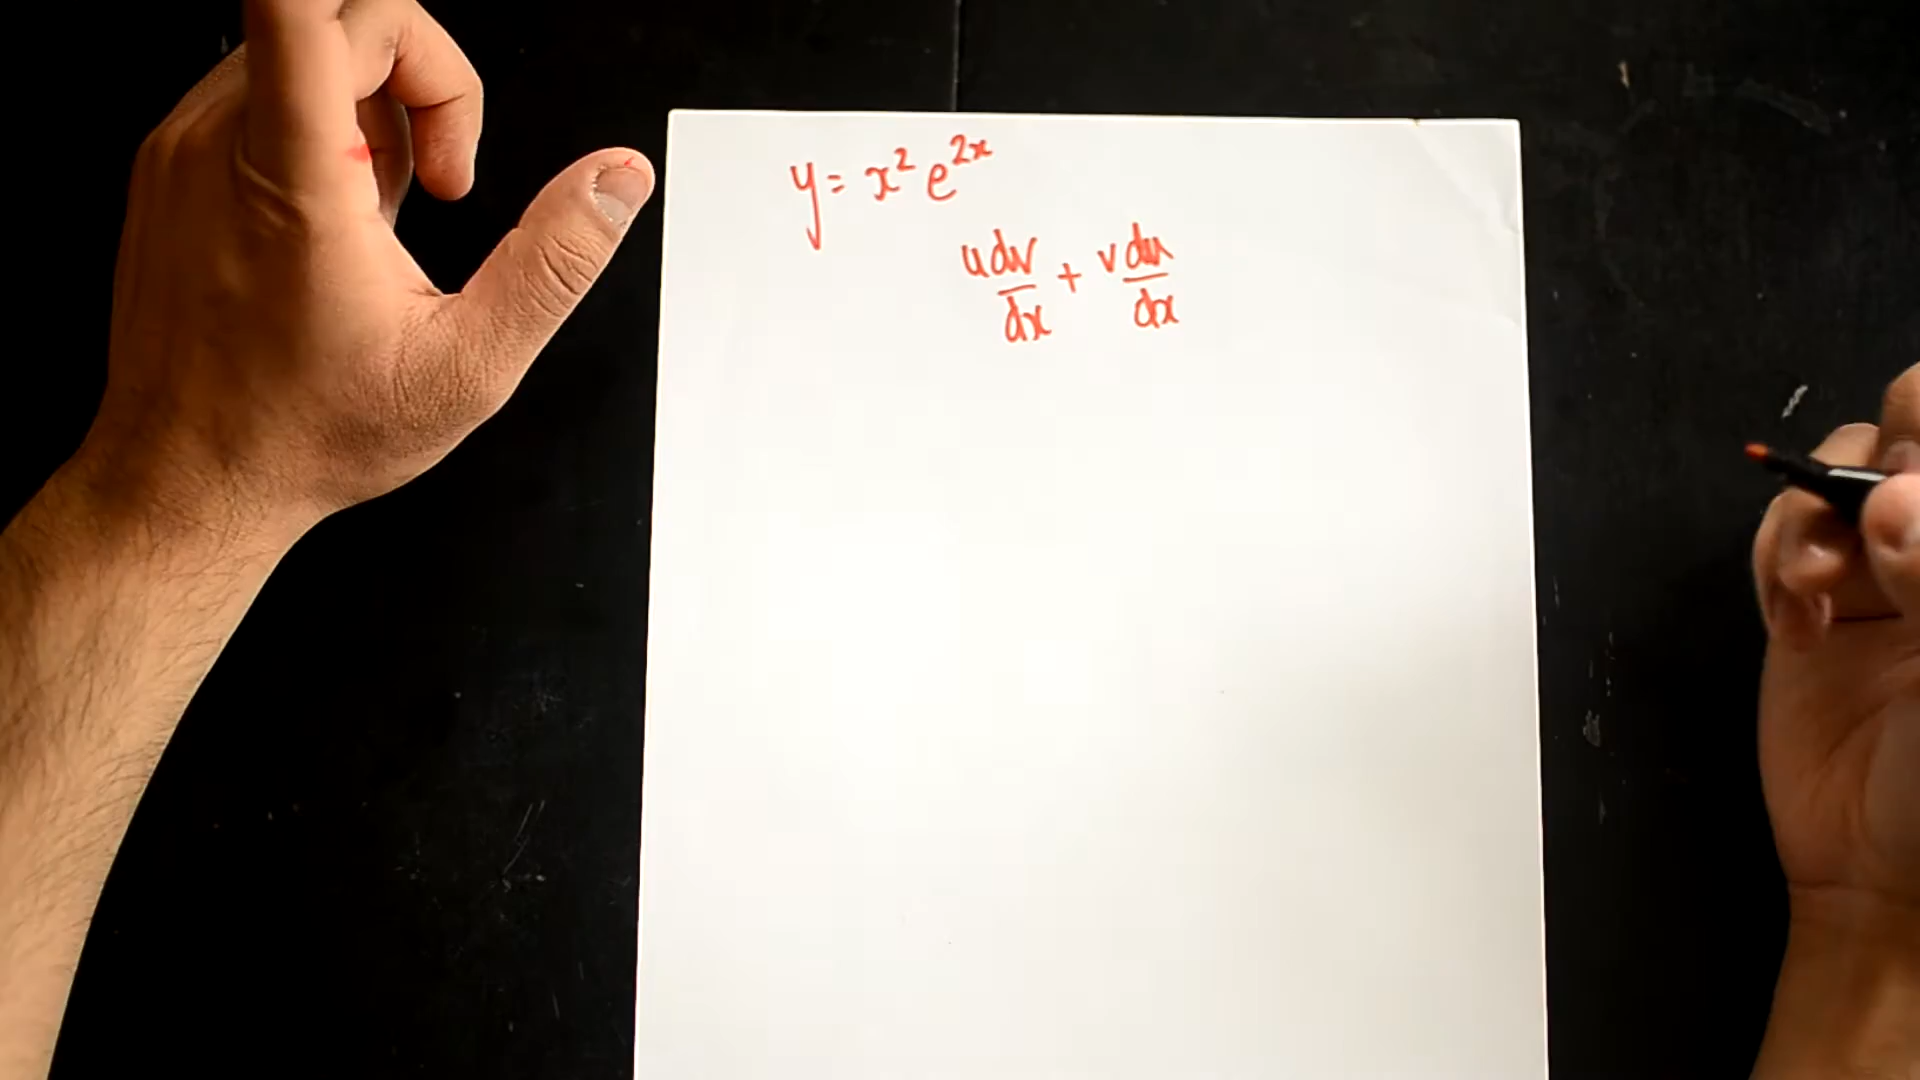 y = x² e²ˣ
u dv/dx + v du/dx